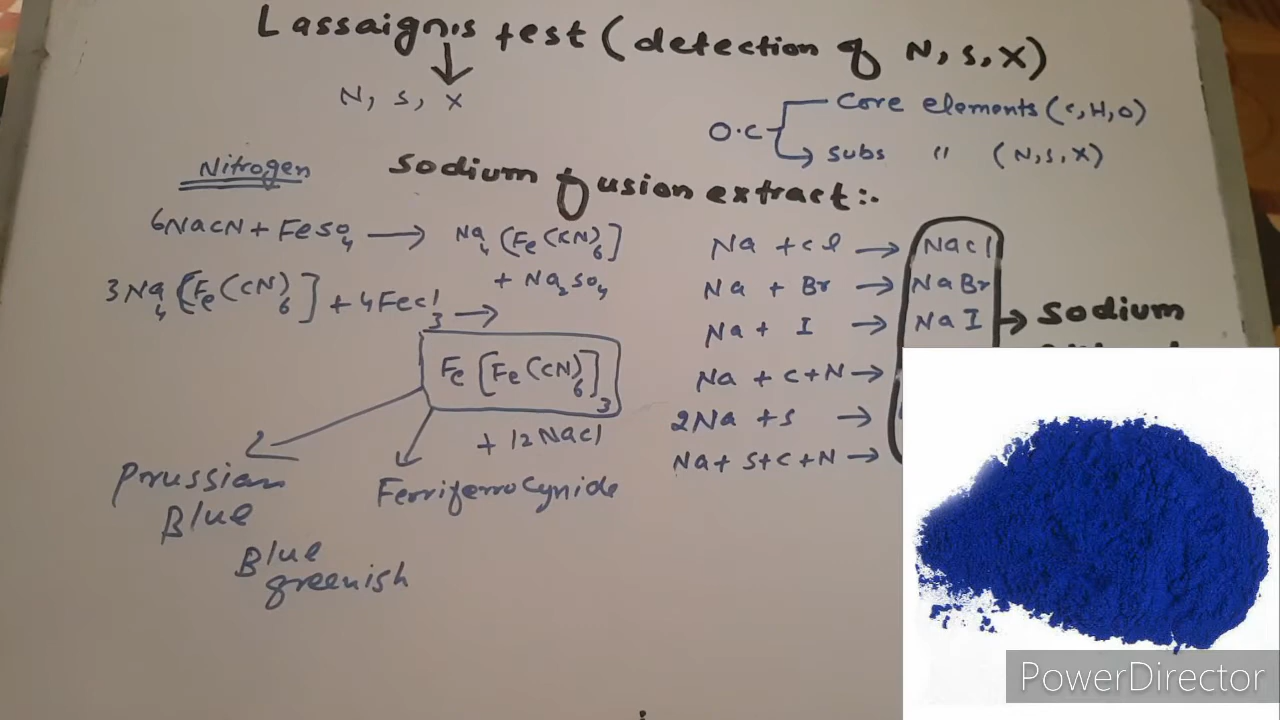 Lassaignis test (detection of N, S, X)
N, S, X
O.C
Core elements (C, H, O)
Subs " (N, S, X)
Nitrogen
Sodium fusion extract :-
6NaCN + FeSO4 → Na4[Fe(CN)6]
+ Na2SO4
3Na4[Fe(CN)6] + 4FeCl3 →
Fe[Fe(CN)6]3
+ 12NaCl
Prussian
Blue
Blue
greenish
Ferriferrocynide
Na + Cl → NaCl
Na + Br → NaBr
Na + I → NaI → Sodium
Na + C + N →
2Na + S →
Na + S + C + N →
PowerDirector